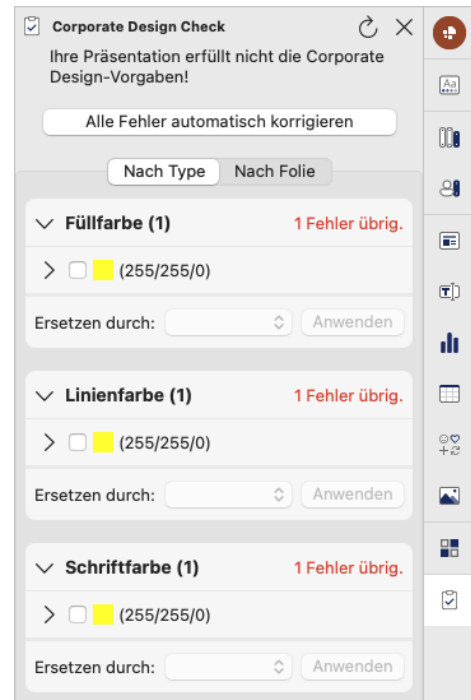 Corporate Design Check
Ihre Präsentation erfüllt nicht die Corporate
Design-Vorgaben!
Alle Fehler automatisch korrigieren
Nach Type Nach Folie
Füllfarbe (1) 1 Fehler übrig.
(255/255/0)
Ersetzen durch: Anwenden
Linienfarbe (1) 1 Fehler übrig.
(255/255/0)
Ersetzen durch: Anwenden
Schriftfarbe (1) 1 Fehler übrig.
(255/255/0)
Ersetzen durch: Anwenden
Aa
T